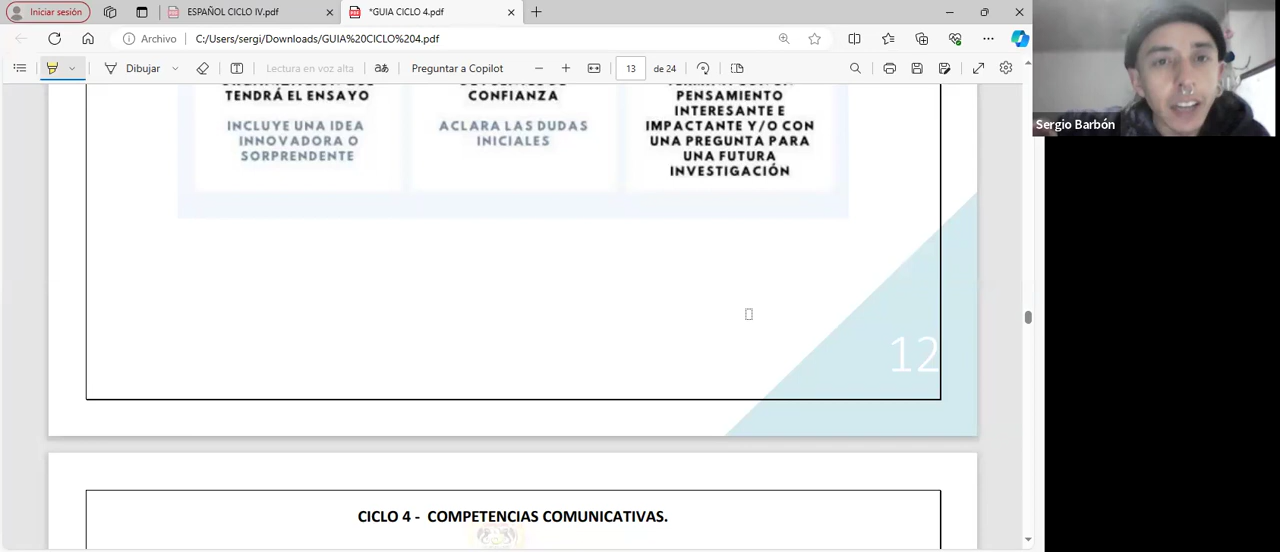 Iniciar sesión
ESPAÑOL CICLO IV.pdf
*GUIA CICLO 4.pdf
Archivo
C:/Users/sergi/Downloads/GUIA%20CICLO%204.pdf
Dibujar
Lectura en voz alta
aあ
Preguntar a Copilot
13
de 24
Sergio Barbón
TENDRÁ EL ENSAYO
INCLUYE UNA IDEA
INNOVADORA O
SORPRENDENTE
CONFIANZA
ACLARA LAS DUDAS
INICIALES
PENSAMIENTO
INTERESANTE E
IMPACTANTE Y/O CON
UNA PREGUNTA PARA
UNA FUTURA
INVESTIGACIÓN
12
CICLO 4 - COMPETENCIAS COMUNICATIVAS.